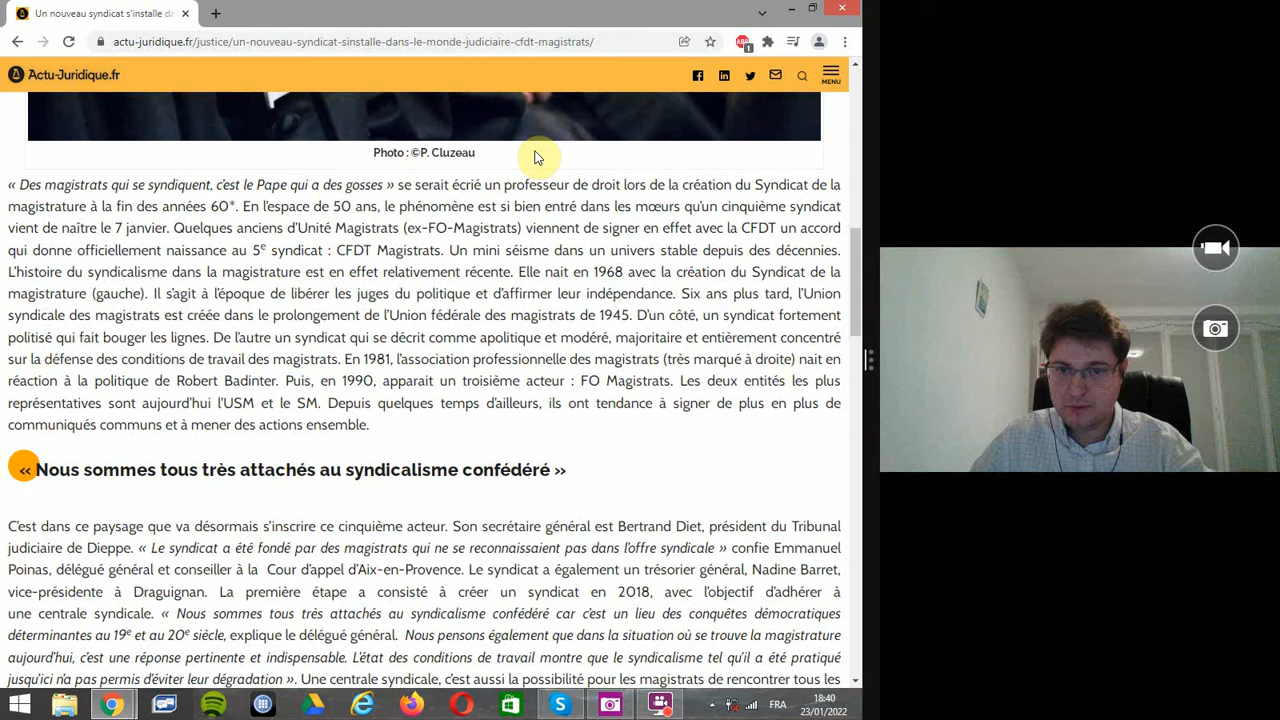 Un nouveau syndicat s'installe da
actu-juridique.fr/justice/un-nouveau-syndicat-sinstalle-dans-le-monde-judiciaire-cfdt-magistrats/
ABP
1
Actu-Juridique.fr
MENU
Photo : ©P. Cluzeau
« Des magistrats qui se syndiquent, c'est le Pape qui a des gosses » se serait écrié un professeur de droit lors de la création du Syndicat de la
magistrature à la fin des années 60*. En l'espace de 50 ans, le phénomène est si bien entré dans les mœurs qu'un cinquième syndicat
vient de naître le 7 janvier. Quelques anciens d'Unité Magistrats (ex-FO-Magistrats) viennent de signer en effet avec la CFDT un accord
qui donne officiellement naissance au 5e syndicat : CFDT Magistrats. Un mini séisme dans un univers stable depuis des décennies.
L'histoire du syndicalisme dans la magistrature est en effet relativement récente. Elle nait en 1968 avec la création du Syndicat de la
magistrature (gauche). Il s'agit à l'époque de libérer les juges du politique et d'affirmer leur indépendance. Six ans plus tard, l'Union
syndicale des magistrats est créée dans le prolongement de l'Union fédérale des magistrats de 1945. D'un côté, un syndicat fortement
politisé qui fait bouger les lignes. De l'autre un syndicat qui se décrit comme apolitique et modéré, majoritaire et entièrement concentré
sur la défense des conditions de travail des magistrats. En 1981, l'association professionnelle des magistrats (très marqué à droite) nait en
réaction à la politique de Robert Badinter. Puis, en 1990, apparait un troisième acteur : FO Magistrats. Les deux entités les plus
représentatives sont aujourd'hui l'USM et le SM. Depuis quelques temps d'ailleurs, ils ont tendance à signer de plus en plus de
communiqués communs et à mener des actions ensemble.
« Nous sommes tous très attachés au syndicalisme confédéré »
C'est dans ce paysage que va désormais s'inscrire ce cinquième acteur. Son secrétaire général est Bertrand Diet, président du Tribunal
judiciaire de Dieppe. « Le syndicat a été fondé par des magistrats qui ne se reconnaissaient pas dans l'offre syndicale » confie Emmanuel
Poinas, délégué général et conseiller à la Cour d'appel d'Aix-en-Provence. Le syndicat a également un trésorier général, Nadine Barret,
vice-présidente à Draguignan. La première étape a consisté à créer un syndicat en 2018, avec l'objectif d'adhérer à
une centrale syndicale. « Nous sommes tous très attachés au syndicalisme confédéré car c'est un lieu des conquêtes démocratiques
déterminantes au 19e et au 20e siècle, explique le délégué général. Nous pensons également que dans la situation où se trouve la magistrature
aujourd'hui, c'est une réponse pertinente et indispensable. L'état des conditions de travail montre que le syndicalisme tel qu'il a été pratiqué
jusqu'ici n'a pas permis d'éviter leur dégradation ». Une centrale syndicale, c'est aussi la possibilité pour les magistrats de rencontrer tous les
FR
18:40
23/01/2022